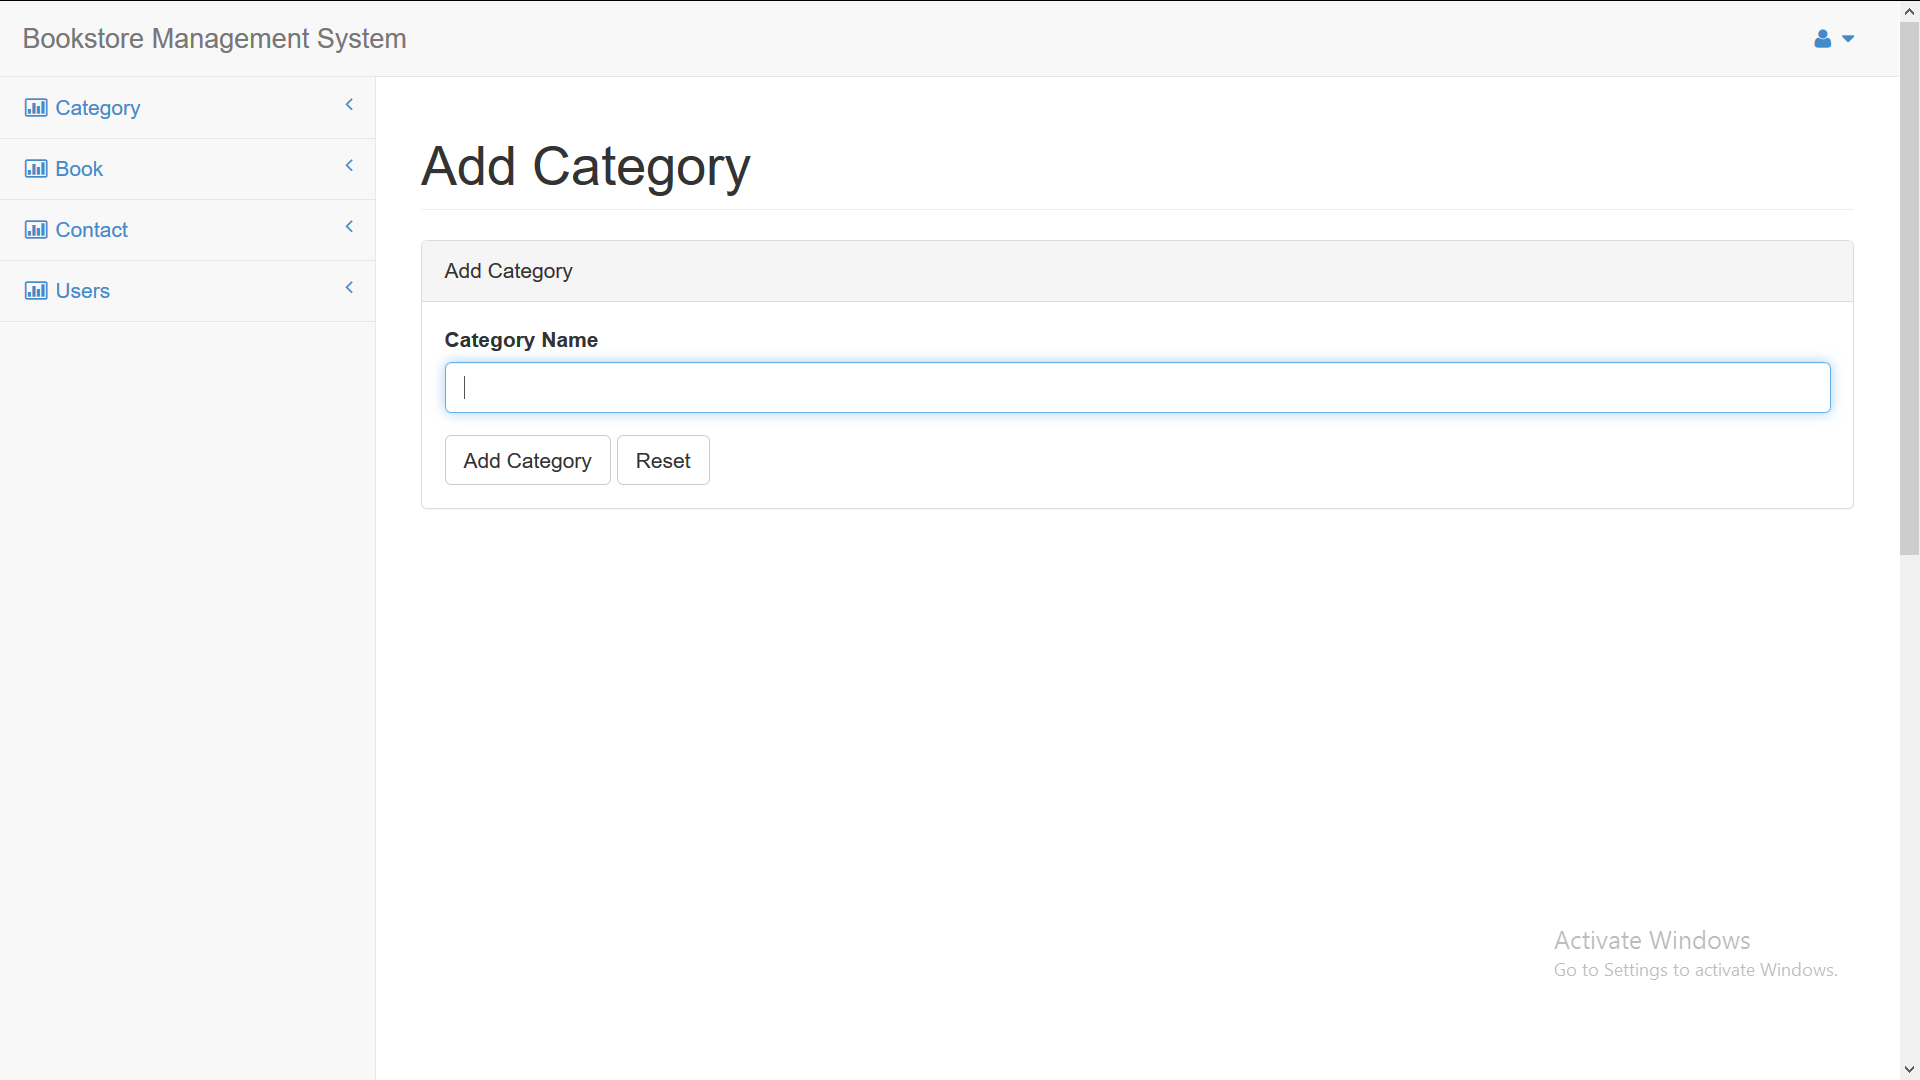 Bookstore Management System
Category
Book
Contact
Users
Add Category
Add Category
Category Name
Add Category Reset
Activate Windows
Go to Settings to activate Windows.